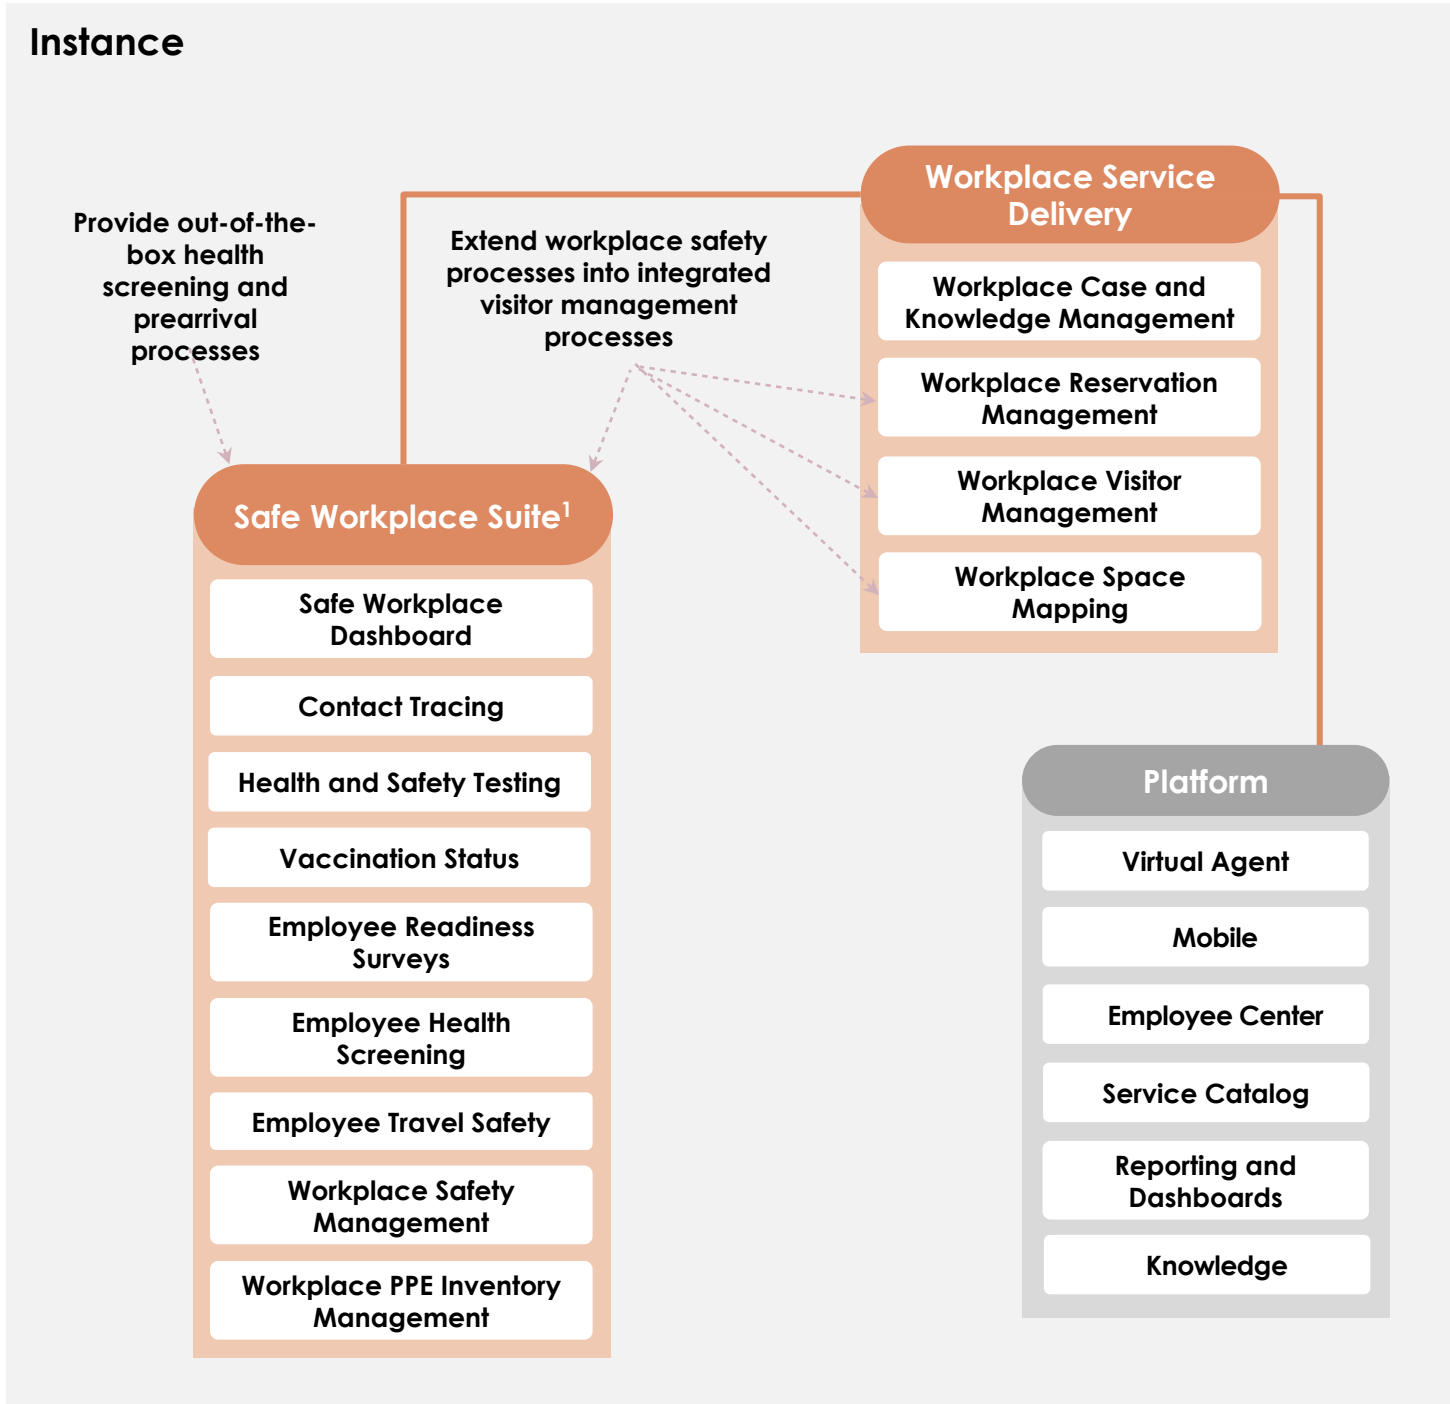 Instance
Provide out-of-the-
box health
screening and
prearrival
processes
Extend workplace safety
processes into integrated
visitor management
processes
Workplace Service
Delivery
Workplace Case and
Knowledge Management
Workplace Reservation
Management
Workplace Visitor
Management
Workplace Space
Mapping
Safe Workplace Suite¹
Safe Workplace
Dashboard
Contact Tracing
Health and Safety Testing
Vaccination Status
Employee Readiness
Surveys
Employee Health
Screening
Employee Travel Safety
Workplace Safety
Management
Workplace PPE Inventory
Management
Platform
Virtual Agent
Mobile
Employee Center
Service Catalog
Reporting and
Dashboards
Knowledge